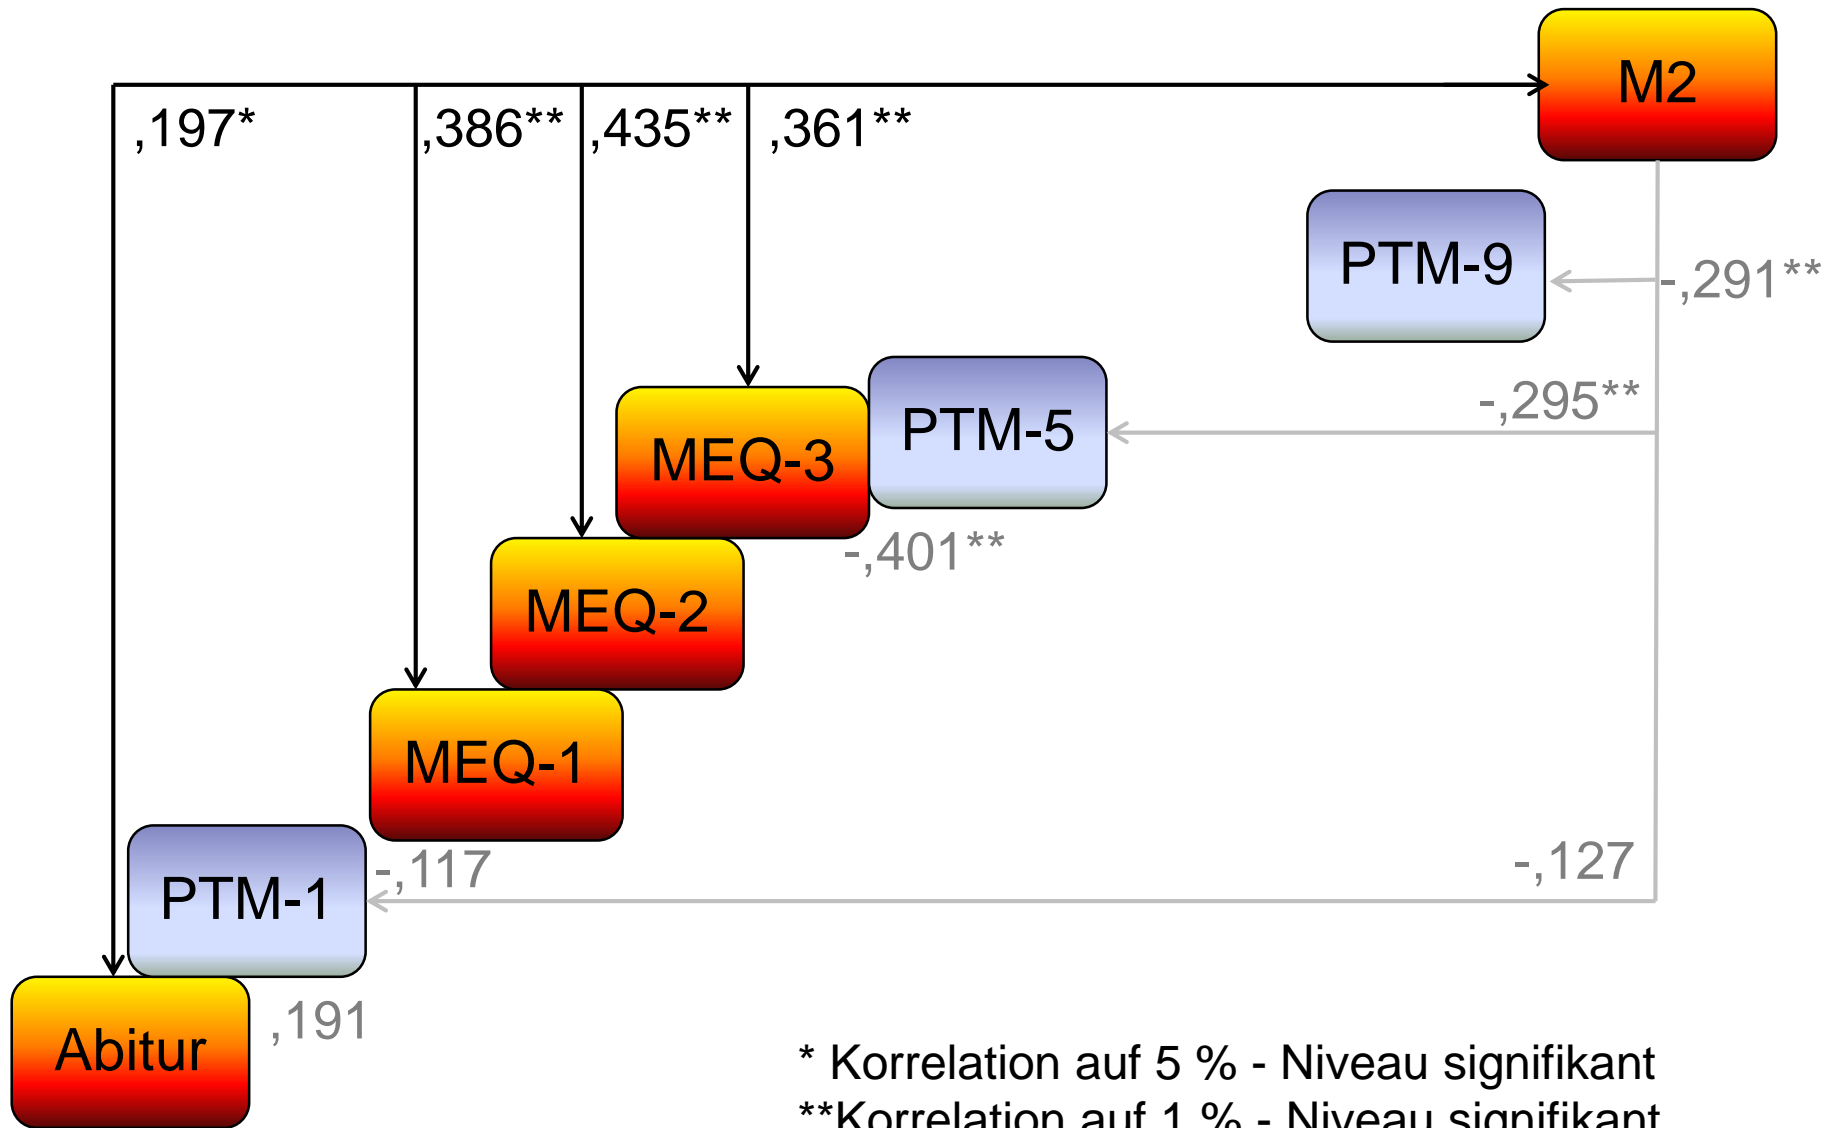 M2
,197*
,386**
,435**
,361**
PTM-9
-,291**
-,295**
PTM-5
MEQ-3
-,401**
MEQ-2
MEQ-1
-,117
-,127
PTM-1
,191
Abitur
* Korrelation auf 5 % - Niveau signifikant
**Korrelation auf 1 % - Niveau signifikant